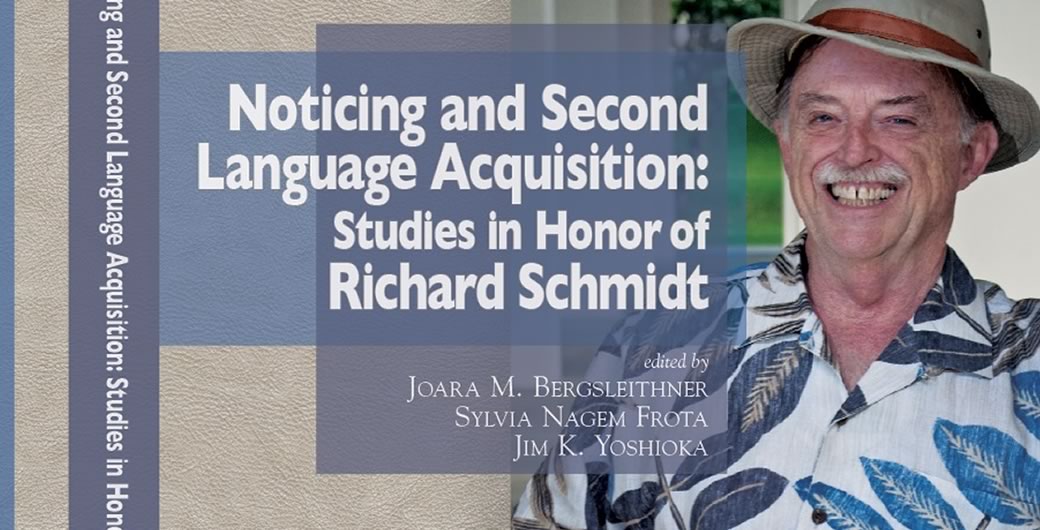 ng and Second Language Acquisition: Studies in Hono
Noticing and Second
Language Acquisition:
Studies in Honor of
Richard Schmidt
edited by
Joara M. Bergsleithner
Sylvia Nagem Frota
Jim K. Yoshioka